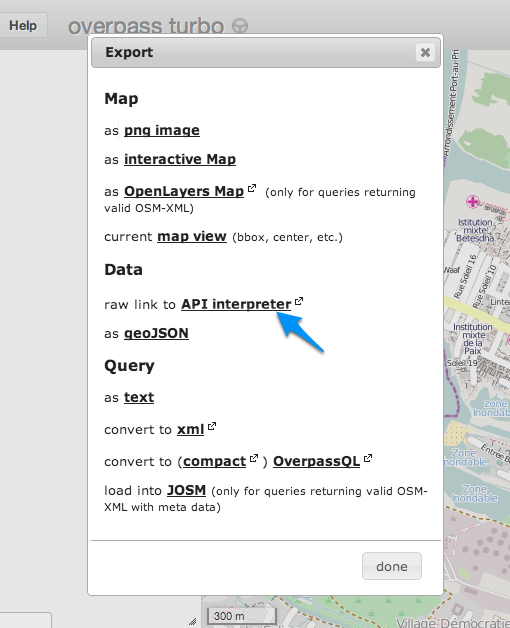 Help
overpass turbo
Export
Map
as png image
as interactive Map
as OpenLayers Map (only for queries returning
valid OSM-XML)
current map view (bbox, center, etc.)
Data
raw link to API interpreter
as geoJSON
Query
as text
convert to xml
convert to (compact ) OverpassQL
load into JOSM (only for queries returning valid OSM-
XML with meta data)
done
300 m
Arrondissement Port-au-Pri
Istitution
mixte
Betesdha
Waaf
Rue Soleil 16
Rue Soleil 10
Linteau
Institution
mixte de la
Paix
Soleil 19
Zone
Inondable
Entrée B
Zone
Inondable
Zone
Inondable
Village Démocratie